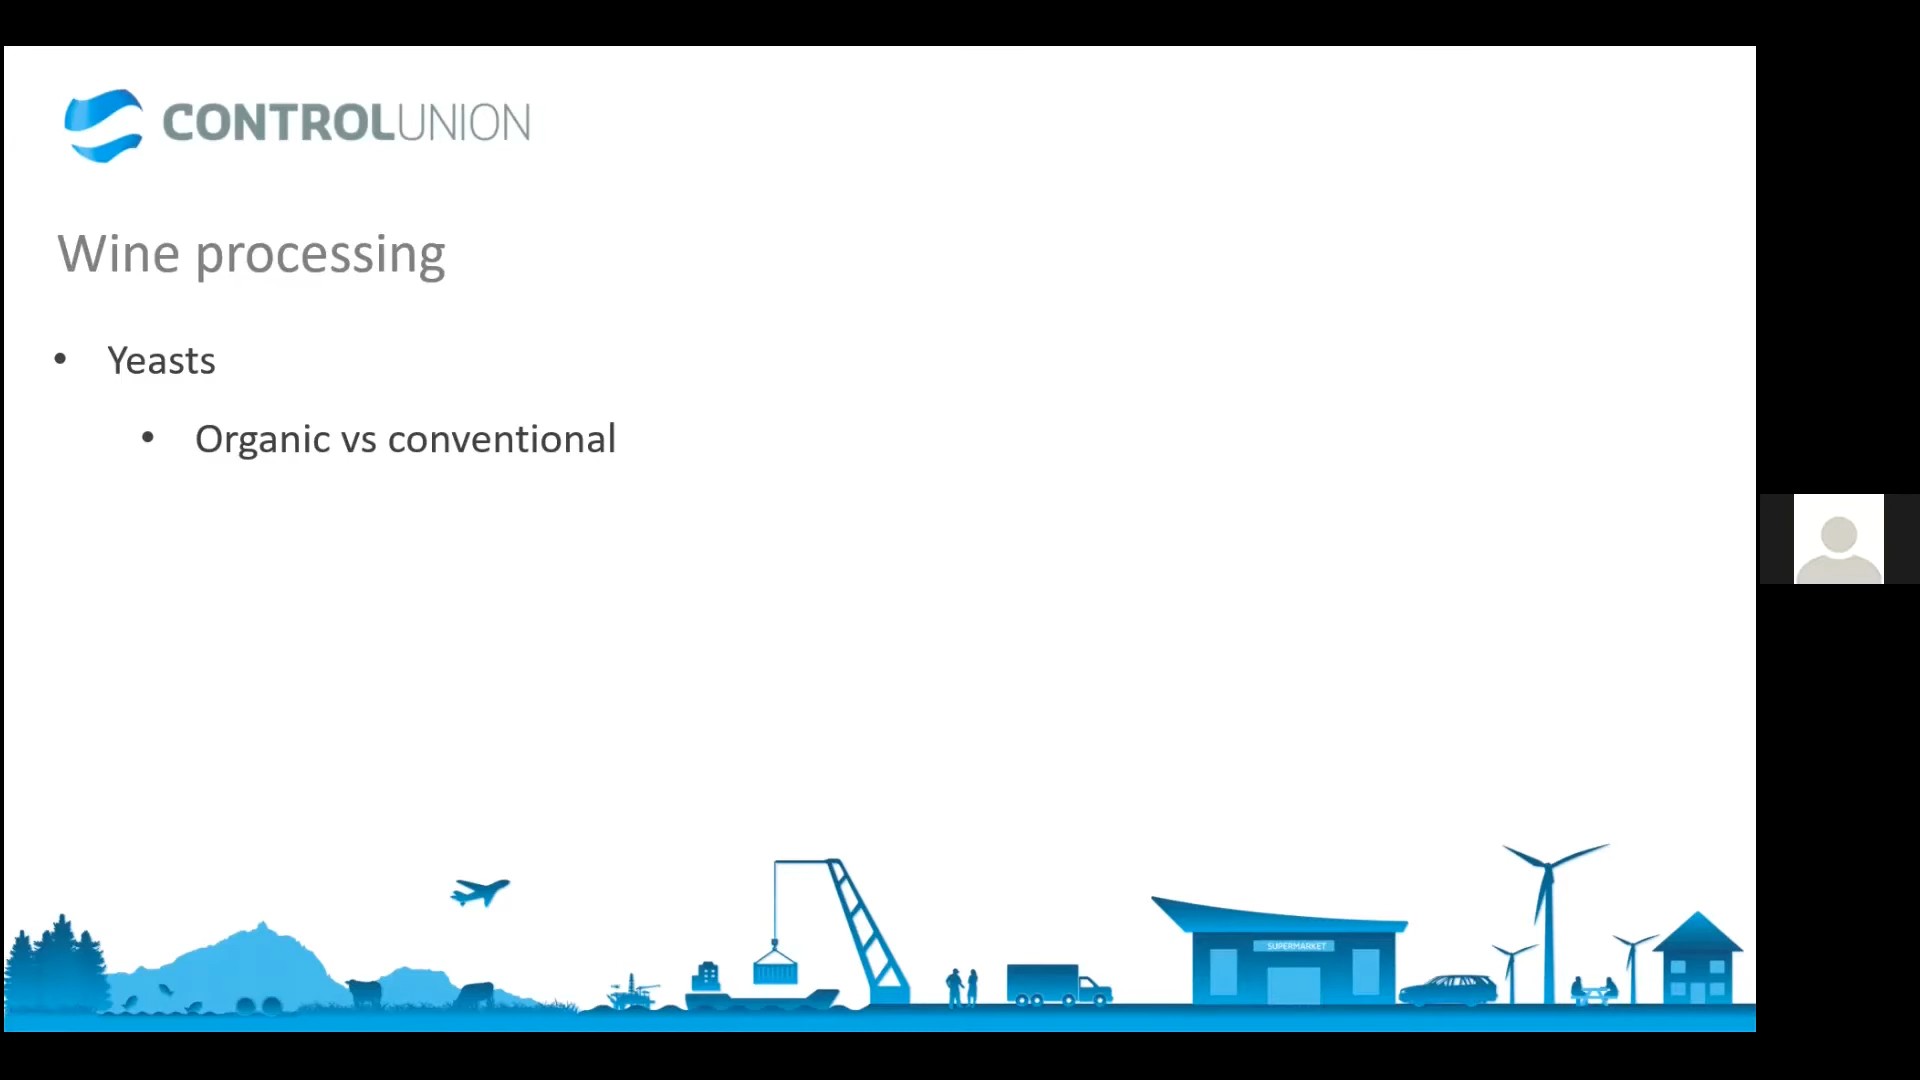 CONTROLUNION
Wine processing
• Yeasts
• Organic vs conventional
SUPERMARKET